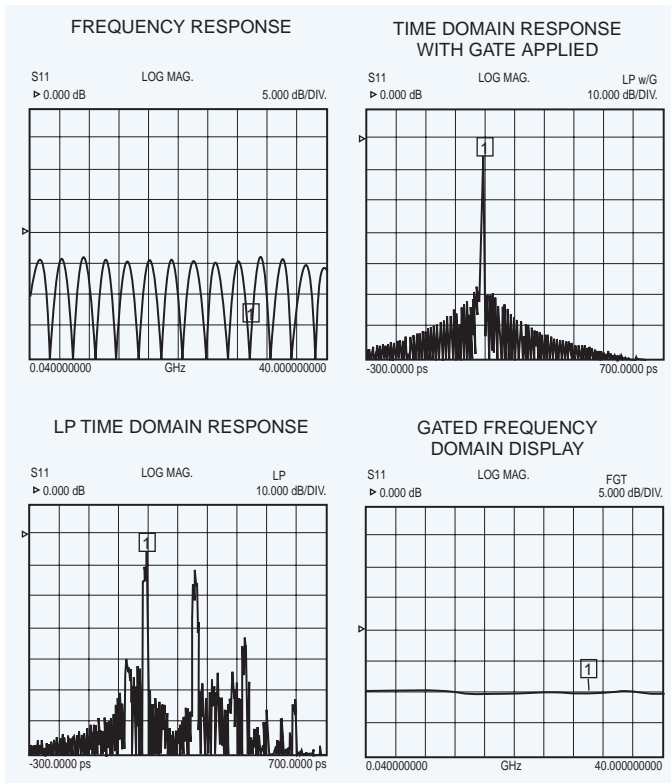 FREQUENCY RESPONSE
S11 LOG MAG.
0.000 dB 5.000 dB/DIV.
1
0.040000000 GHz 40.000000000
TIME DOMAIN RESPONSE
WITH GATE APPLIED
S11 LOG MAG. LP w/G
0.000 dB 10.000 dB/DIV.
1
-300.0000 ps 700.0000 ps
LP TIME DOMAIN RESPONSE
S11 LOG MAG. LP
0.000 dB 10.000 dB/DIV.
1
-300.0000 ps 700.0000 ps
GATED FREQUENCY
DOMAIN DISPLAY
S11 LOG MAG. FGT
0.000 dB 5.000 dB/DIV.
1
0.040000000 GHz 40.000000000